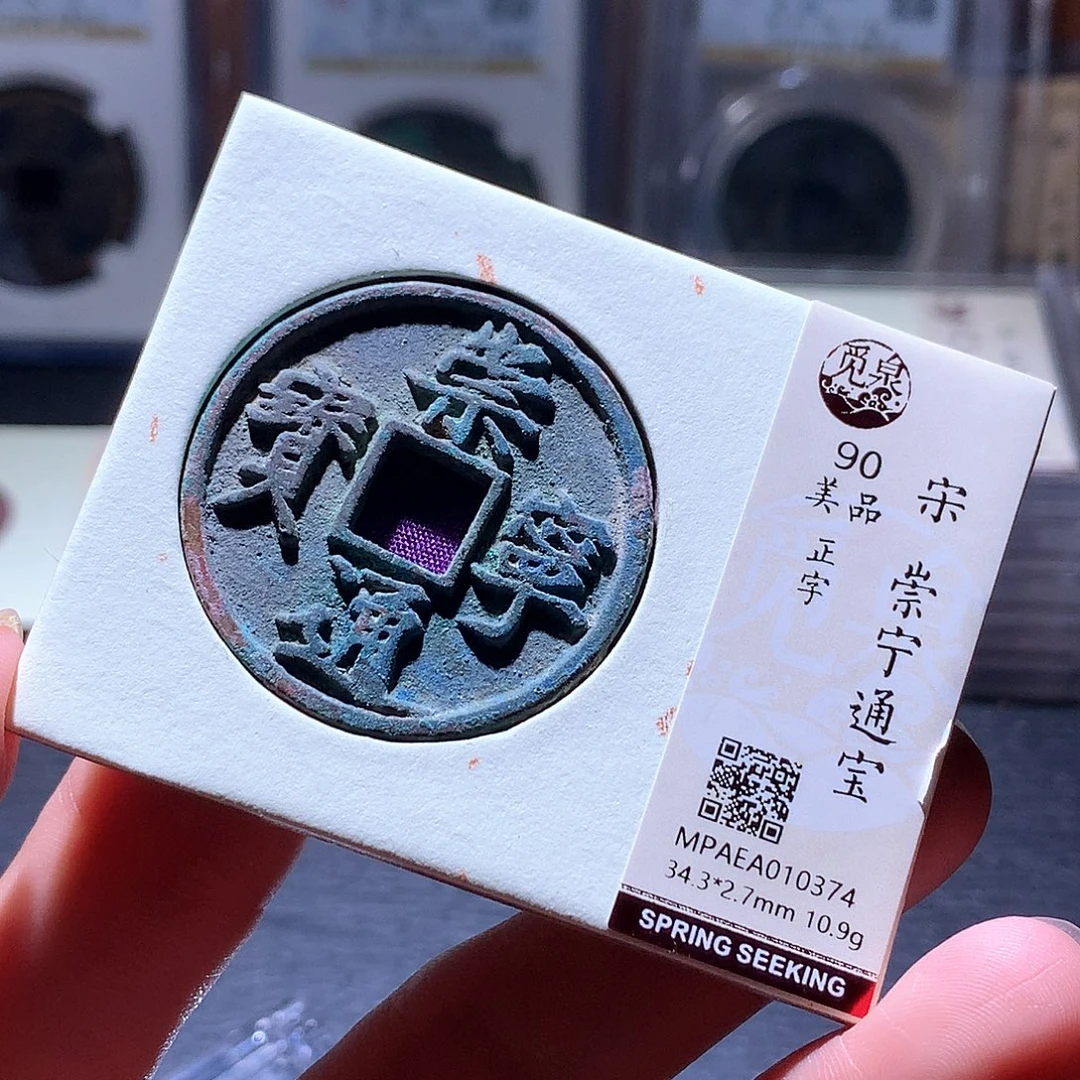 崇
寧
通
寶
觅泉
90
美品
正字
宋 崇宁通宝
MPAEA010374
34.3*2.7mm 10.9g
SPRING SEEKING